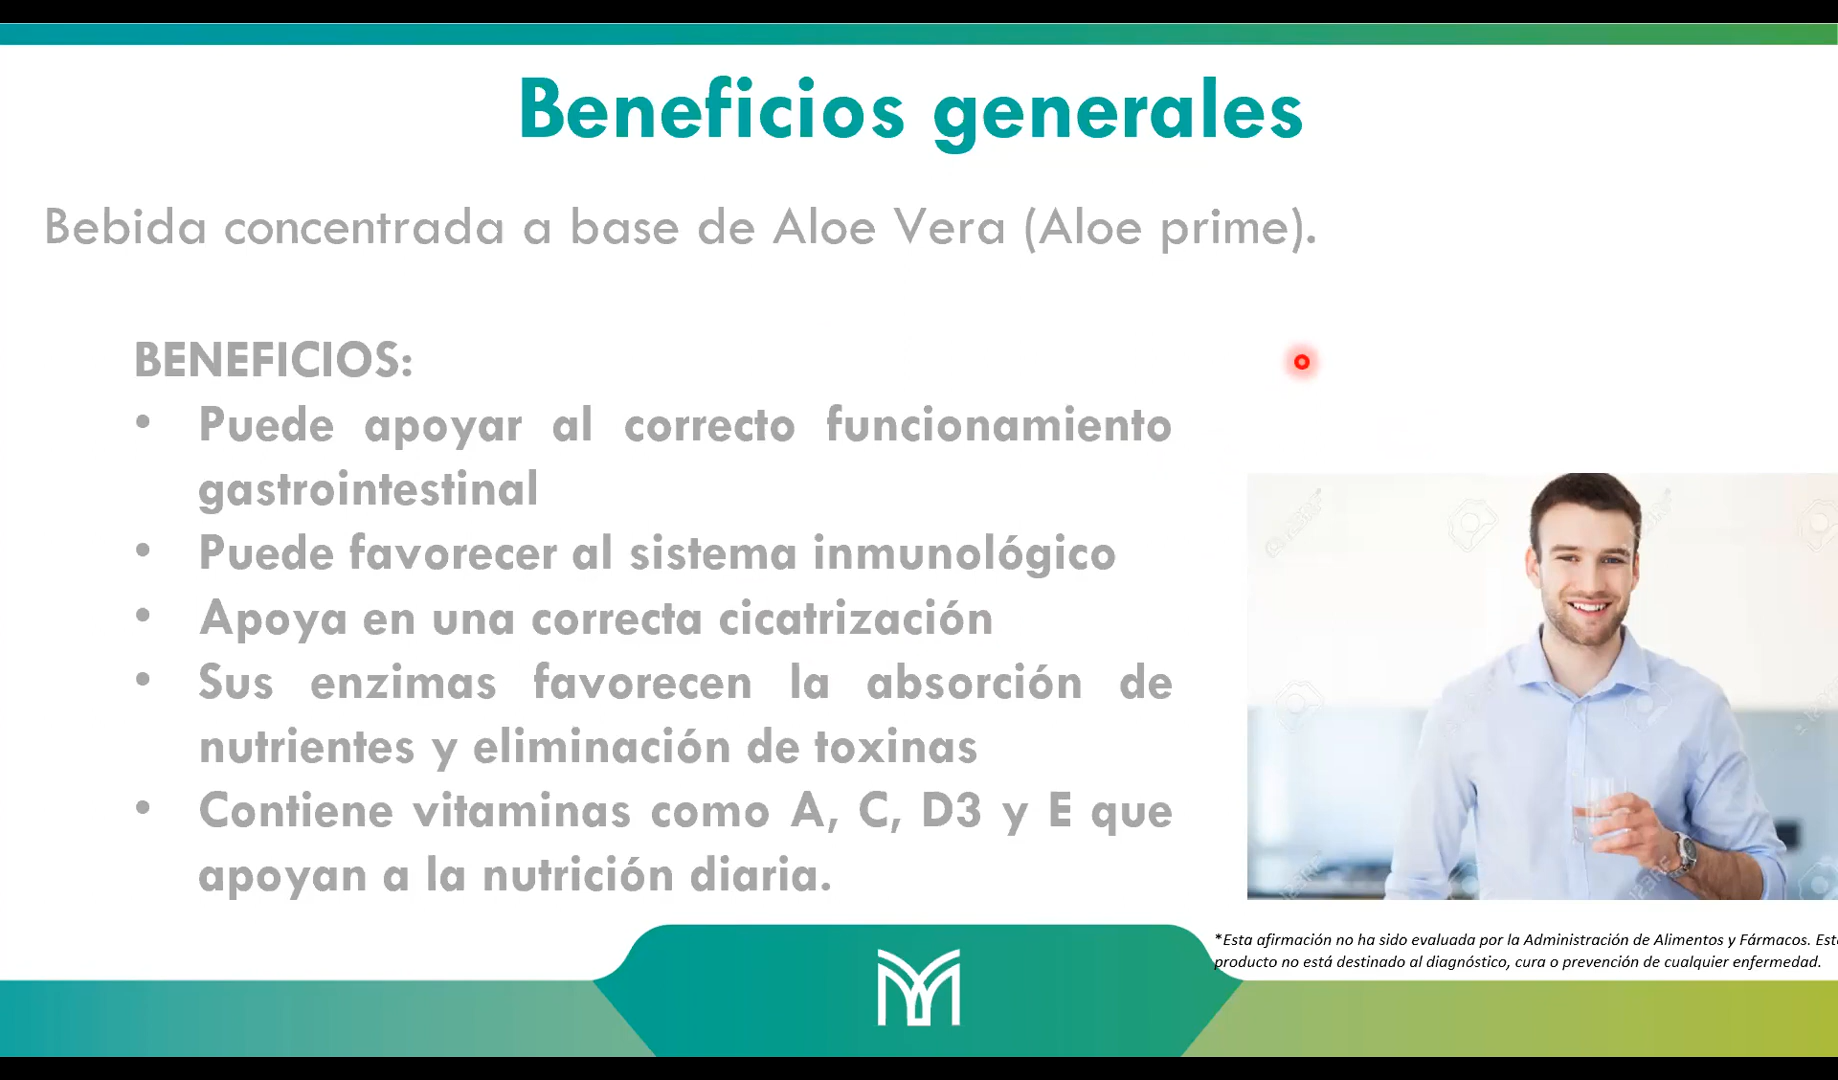 Beneficios generales
Bebida concentrada a base de Aloe Vera (Aloe prime).
BENEFICIOS:
• Puede apoyar al correcto funcionamiento
gastrointestinal
• Puede favorecer al sistema inmunológico
• Apoya en una correcta cicatrización
• Sus enzimas favorecen la absorción de
nutrientes y eliminación de toxinas
• Contiene vitaminas como A, C, D3 y E que
apoyan a la nutrición diaria.
*Esta afirmación no ha sido evaluada por la Administración de Alimentos y Fármacos.
producto no está destinado al diagnóstico, cura o prevención de cualquier enfermedad.